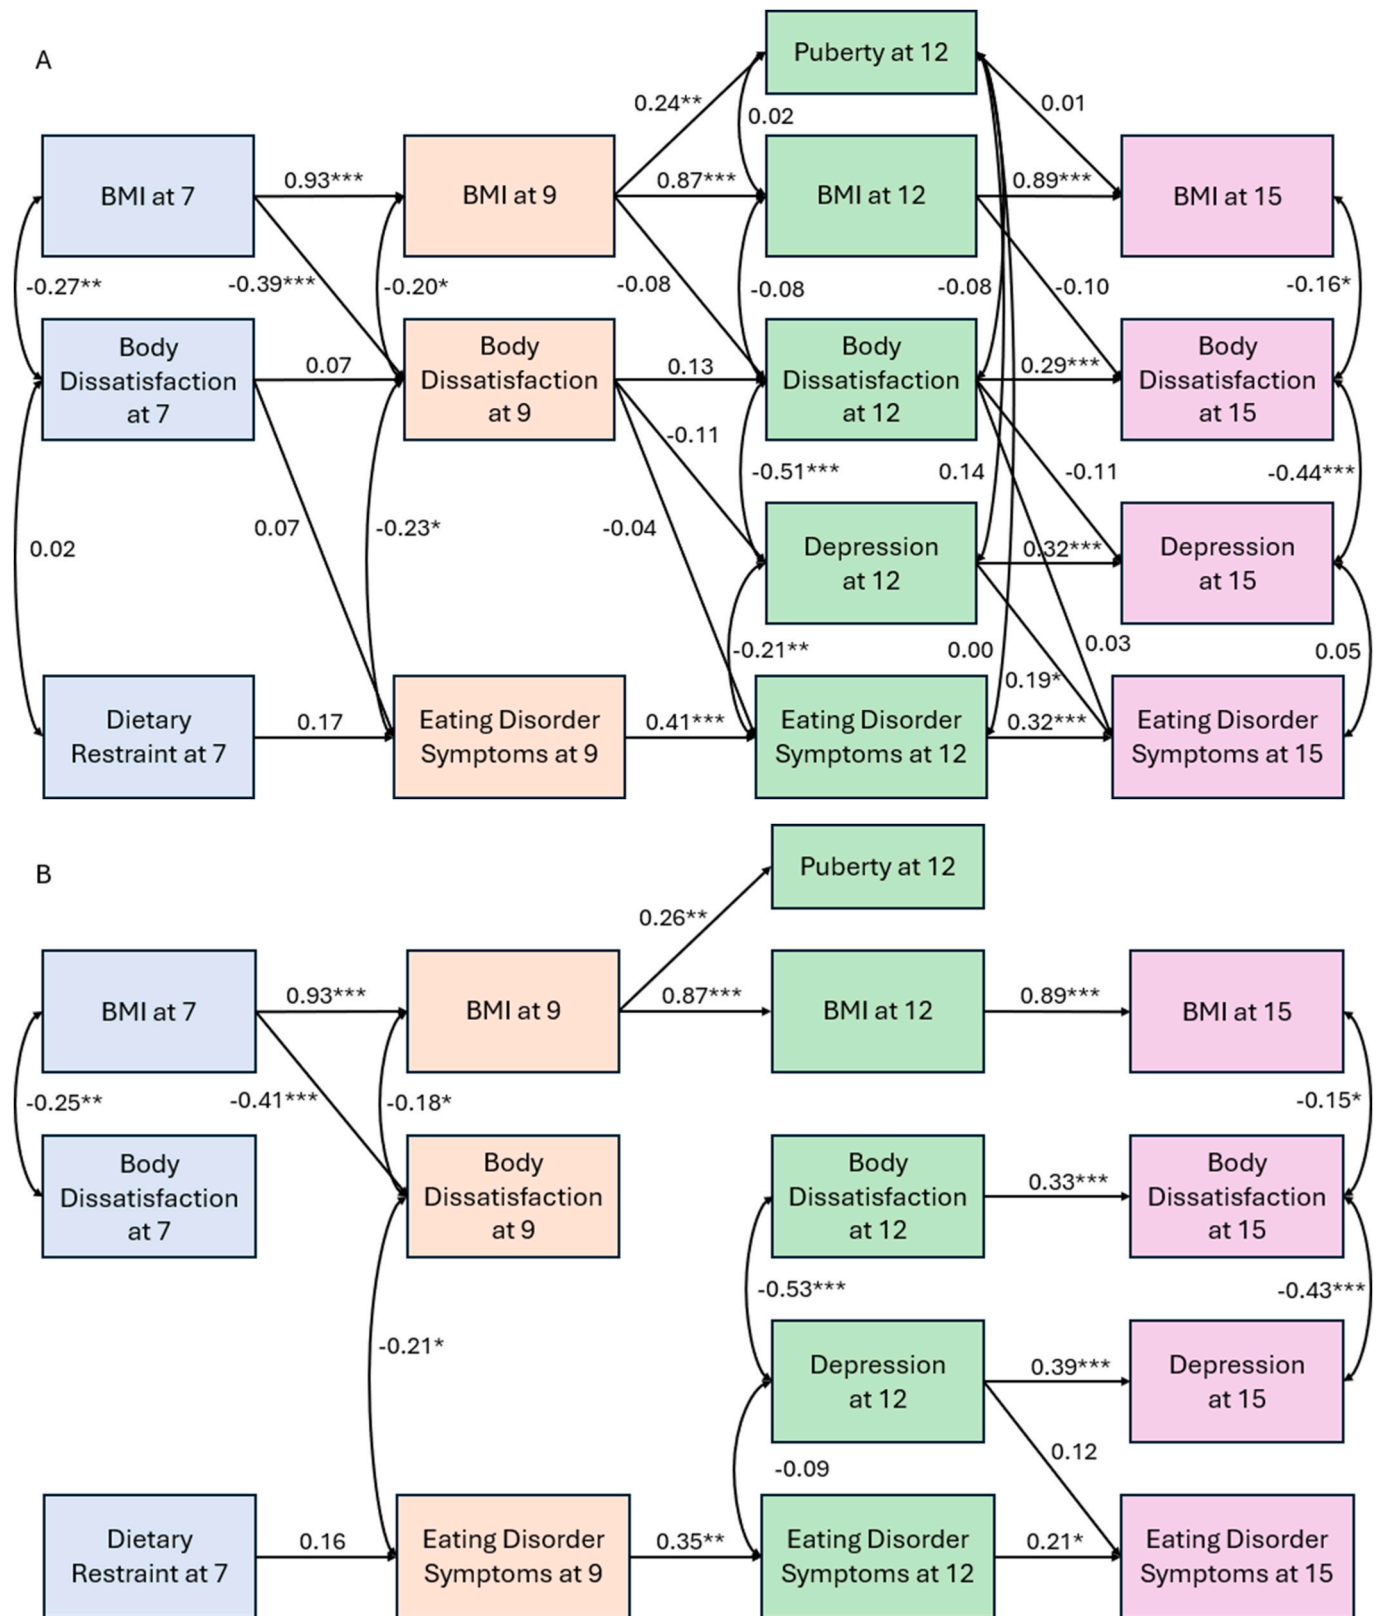 A
Puberty at 12
0.24**
0.02
0.01
BMI at 7
0.93***
BMI at 9
0.87***
BMI at 12
0.89***
BMI at 15
-0.27**
-0.39***
-0.20*
-0.08
-0.08
-0.08
-0.10
-0.16*
Body
Dissatisfaction
at 7
0.07
Body
Dissatisfaction
at 9
0.13
Body
Dissatisfaction
at 12
0.29***
Body
Dissatisfaction
at 15
-0.11
-0.51***
0.14
-0.11
-0.44***
0.02
0.07
-0.23*
-0.04
Depression
at 12
0.32***
Depression
at 15
-0.21**
0.00
0.03
0.05
0.19*
Dietary
Restraint at 7
0.17
Eating Disorder
Symptoms at 9
0.41***
Eating Disorder
Symptoms at 12
0.32***
Eating Disorder
Symptoms at 15
B
Puberty at 12
0.26**
BMI at 7
0.93***
BMI at 9
0.87***
BMI at 12
0.89***
BMI at 15
-0.25**
-0.41***
-0.18*
-0.15*
Body
Dissatisfaction
at 7
Body
Dissatisfaction
at 9
Body
Dissatisfaction
at 12
0.33***
Body
Dissatisfaction
at 15
-0.53***
-0.43***
-0.21*
Depression
at 12
0.39***
Depression
at 15
-0.09
0.12
Dietary
Restraint at 7
0.16
Eating Disorder
Symptoms at 9
0.35**
Eating Disorder
Symptoms at 12
0.21*
Eating Disorder
Symptoms at 15